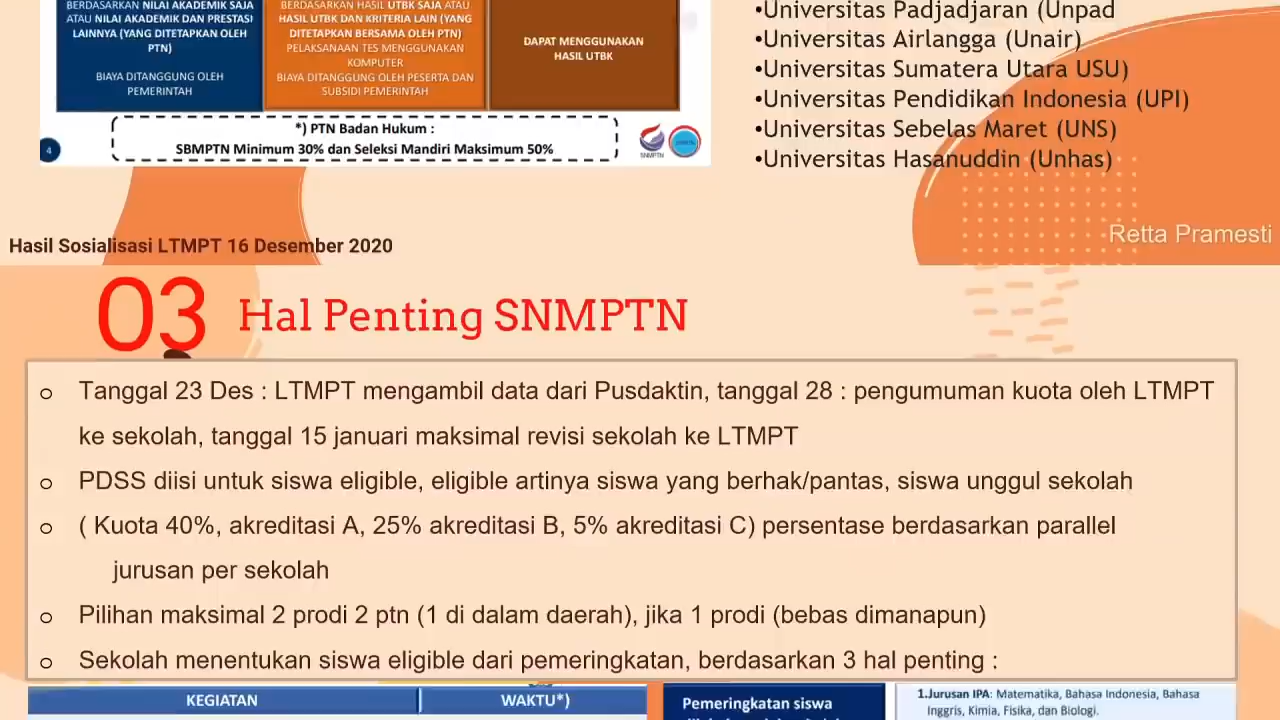 BERDASARKAN NILAI AKADEMIK SAJA
ATAU NILAI AKADEMIK DAN PRESTASI
LAINNYA (YANG DITETAPKAN OLEH
PTN)
BIAYA DITANGGUNG OLEH
PEMERINTAH
BERDASARKAN HASIL UTBK SAJA ATAU
HASIL UTBK DAN KRITERIA LAIN (YANG
DITETAPKAN BERSAMA OLEH PTN)
PELAKSANAAN TES MENGGUNAKAN
KOMPUTER
BIAYA DITANGGUNG OLEH PESERTA DAN
SUBSIDI PEMERINTAH
DAPAT MENGGUNAKAN
HASIL UTBK
*) PTN Badan Hukum :
SBMPTN Minimum 30% dan Seleksi Mandiri Maksimum 50%
4
SNMPTN
•Universitas Padjadjaran (Unpad
•Universitas Airlangga (Unair)
•Universitas Sumatera Utara USU)
•Universitas Pendidikan Indonesia (UPI)
•Universitas Sebelas Maret (UNS)
•Universitas Hasanuddin (Unhas)
Hasil Sosialisasi LTMPT 16 Desember 2020
Retta Pramesti
03 Hal Penting SNMPTN
o Tanggal 23 Des : LTMPT mengambil data dari Pusdaktin, tanggal 28 : pengumuman kuota oleh LTMPT
ke sekolah, tanggal 15 januari maksimal revisi sekolah ke LTMPT
o PDSS diisi untuk siswa eligible, eligible artinya siswa yang berhak/pantas, siswa unggul sekolah
o ( Kuota 40%, akreditasi A, 25% akreditasi B, 5% akreditasi C) persentase berdasarkan parallel
jurusan per sekolah
o Pilihan maksimal 2 prodi 2 ptn (1 di dalam daerah), jika 1 prodi (bebas dimanapun)
o Sekolah menentukan siswa eligible dari pemeringkatan, berdasarkan 3 hal penting :
KEGIATAN
WAKTU*)
Pemeringkatan siswa
1.Jurusan IPA: Matematika, Bahasa Indonesia, Bahasa
Inggris, Kimia, Fisika, dan Biologi.